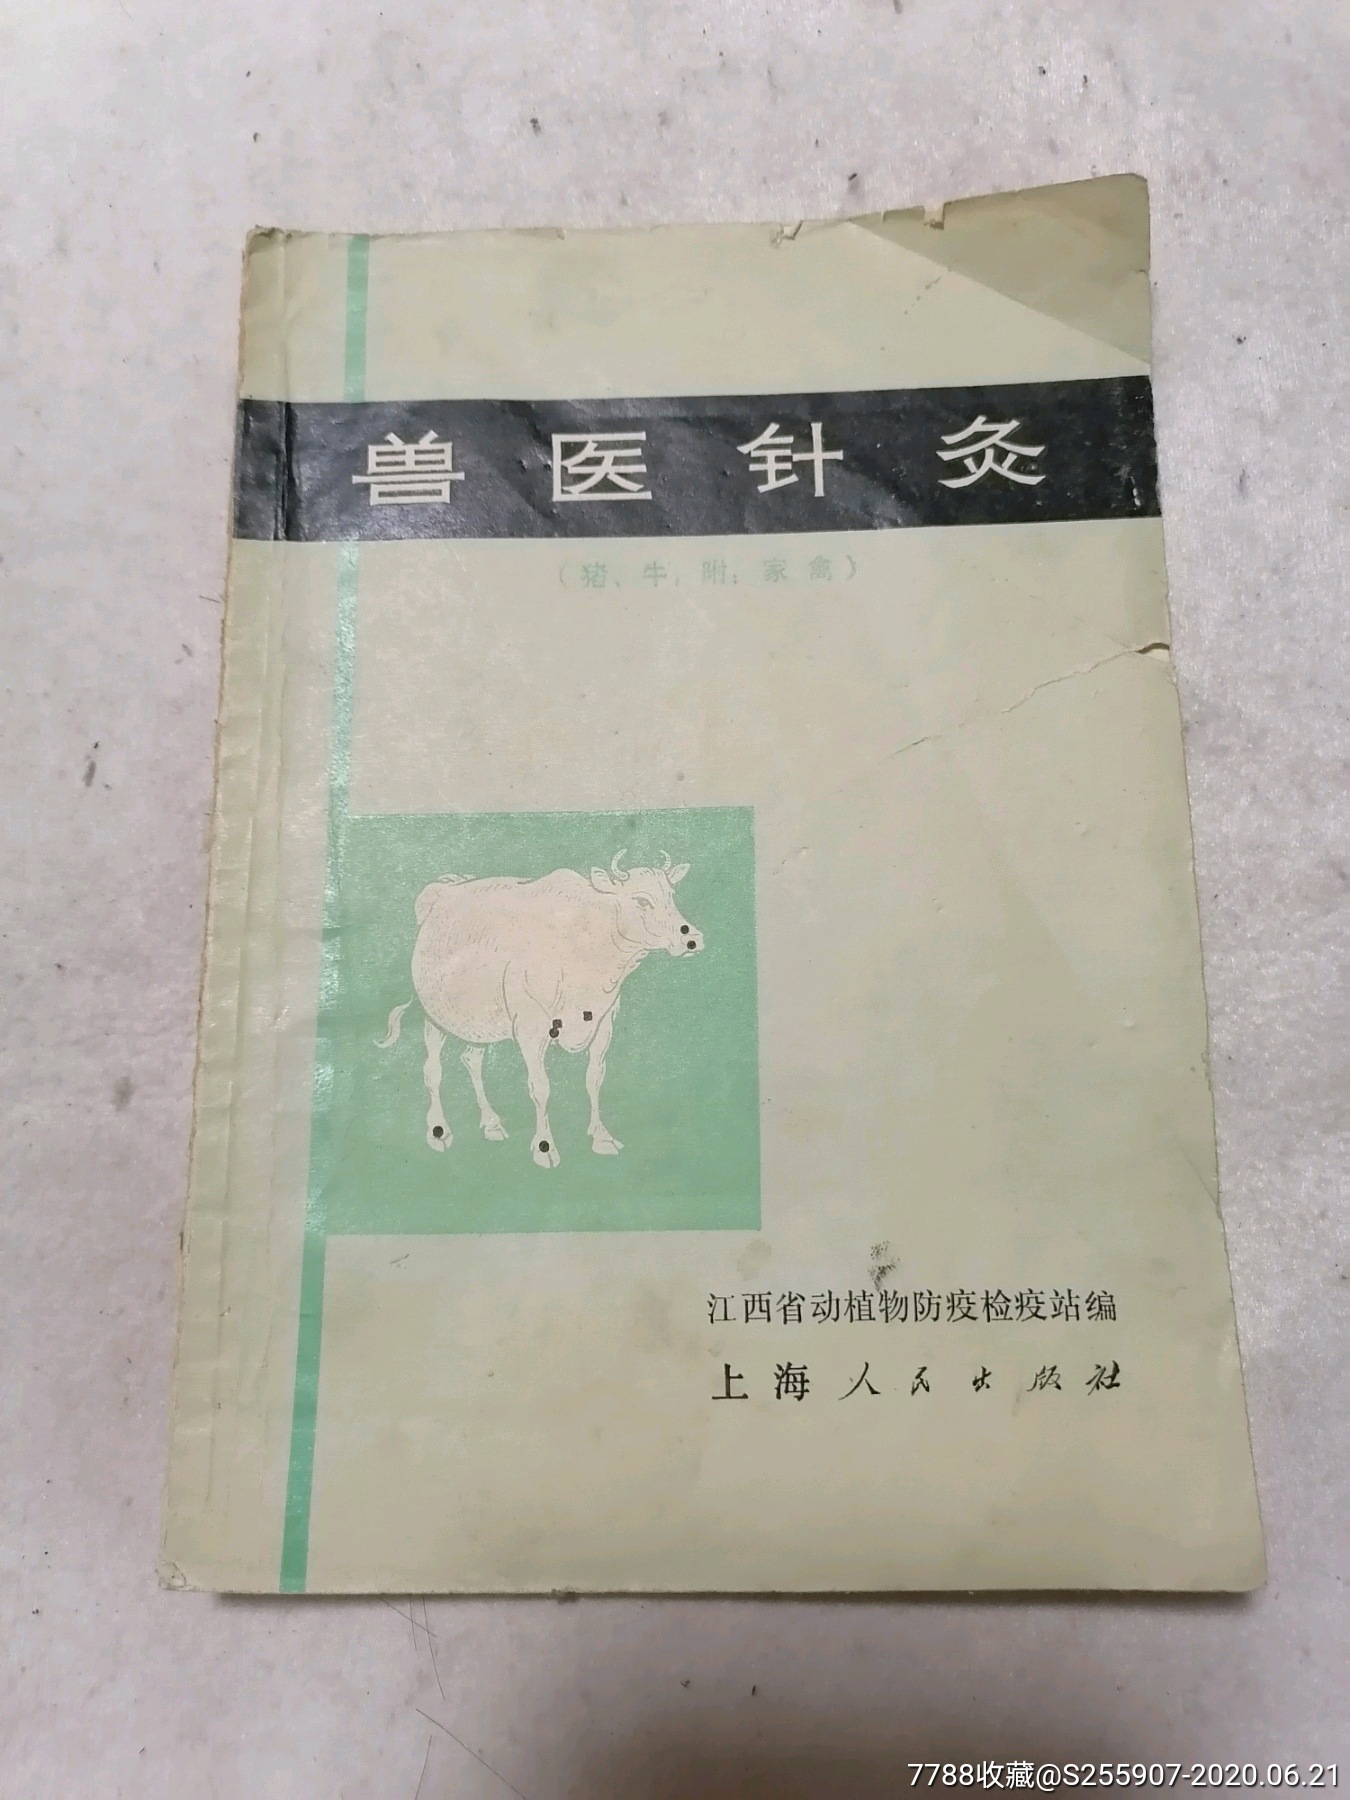 兽医针灸
（猪、牛，附：家禽）
江西省动植物防疫检疫站编
上海人民出版社
7788收藏@S255907-2020.06.21